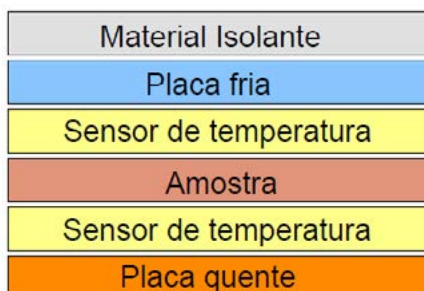 Material Isolante
Placa fria
Sensor de temperatura
Amostra
Sensor de temperatura
Placa quente